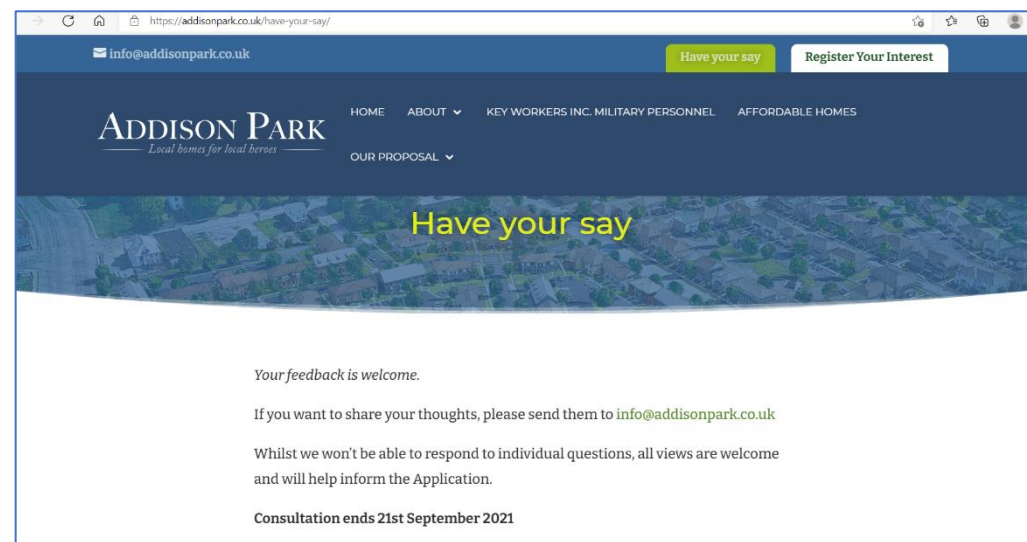 https://addisonpark.co.uk/have-your-say/
info@addisonpark.co.uk
Have your say
Register Your Interest
ADDISON PARK
Local homes for local heroes
HOME ABOUT KEY WORKERS INC. MILITARY PERSONNEL AFFORDABLE HOMES
OUR PROPOSAL
Have your say
Your feedback is welcome.
If you want to share your thoughts, please send them to info@addisonpark.co.uk
Whilst we won't be able to respond to individual questions, all views are welcome
and will help inform the Application.
Consultation ends 21st September 2021